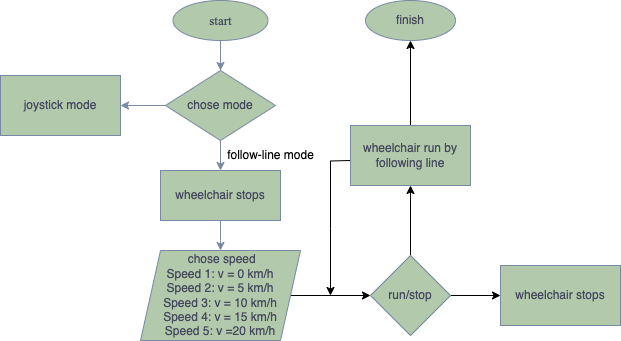 start
finish
joystick mode
chose mode
follow-line mode
wheelchair run by
following line
wheelchair stops
chose speed
Speed 1: v = 0 km/h
Speed 2: v = 5 km/h
Speed 3: v = 10 km/h
Speed 4: v = 15 km/h
Speed 5: v =20 km/h
run/stop
wheelchair stops